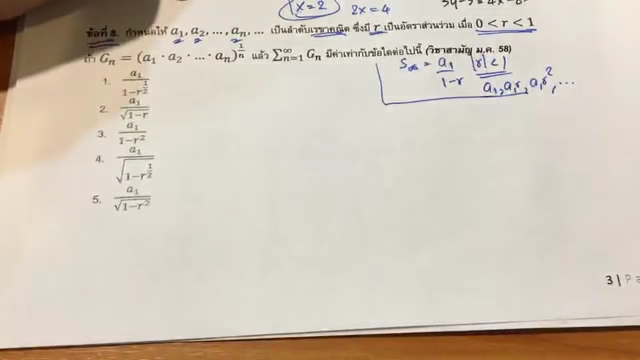 x=2 2x=4
ข้อที่ 5. กำหนดให้ a₁, a₂, ..., aₙ, ... เป็นลำดับเรขาคณิต ซึ่งมี r เป็นอัตราส่วนร่วม เมื่อ 0 < r < 1
ถ้า Gₙ = (a₁ · a₂ · ... · aₙ)^(1/n) แล้ว ∑_{n=1}^{∞} Gₙ มีค่าเท่ากับข้อใดต่อไปนี้ (วิชาสามัญ ม.ค. 58)
S∞ = a₁/(1-r) |r| < 1
a₁, a₁r, a₁r², ...
1. a₁/(1-r^(1/2))
2. a₁/√(1-r)
3. a₁/(1-r²)
4. a₁/√(1-r^(1/2))
5. a₁/√(1-r²)
3 | P a